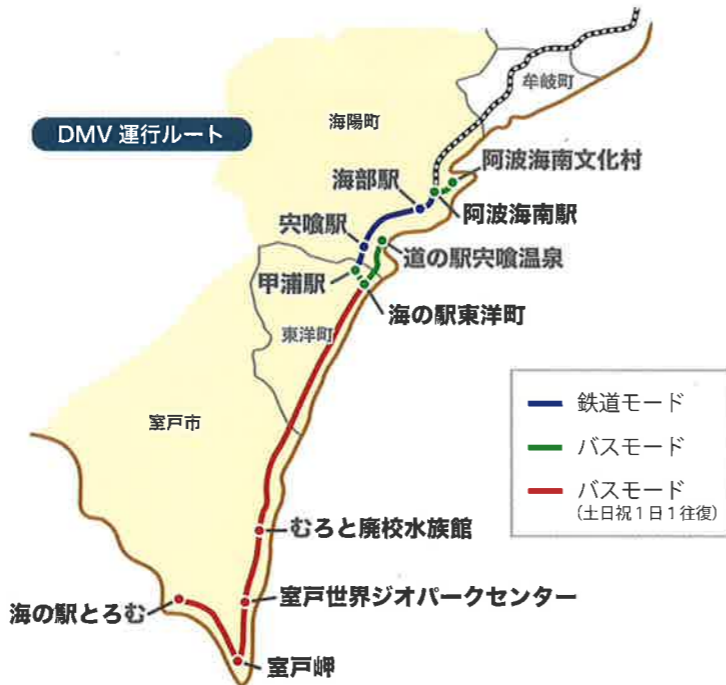 牟岐町
DMV 運行ルート
海陽町
阿波海南文化村
海部駅
阿波海南駅
宍喰駅
道の駅宍喰温泉
甲浦駅
海の駅東洋町
東洋町
鉄道モード
室戸市
バスモード
バスモード
(土日祝1日1往復)
むろと廃校水族館
室戸世界ジオパークセンター
海の駅とろむ
室戸岬